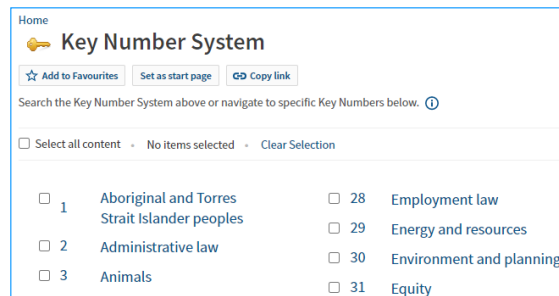 Home
Key Number System
Add to Favourites Set as start page Copy link
Search the Key Number System above or navigate to specific Key Numbers below.
Select all content • No items selected • Clear Selection
1 Aboriginal and Torres
Strait Islander peoples
2 Administrative law
3 Animals
28 Employment law
29 Energy and resources
30 Environment and planning
31 Equity